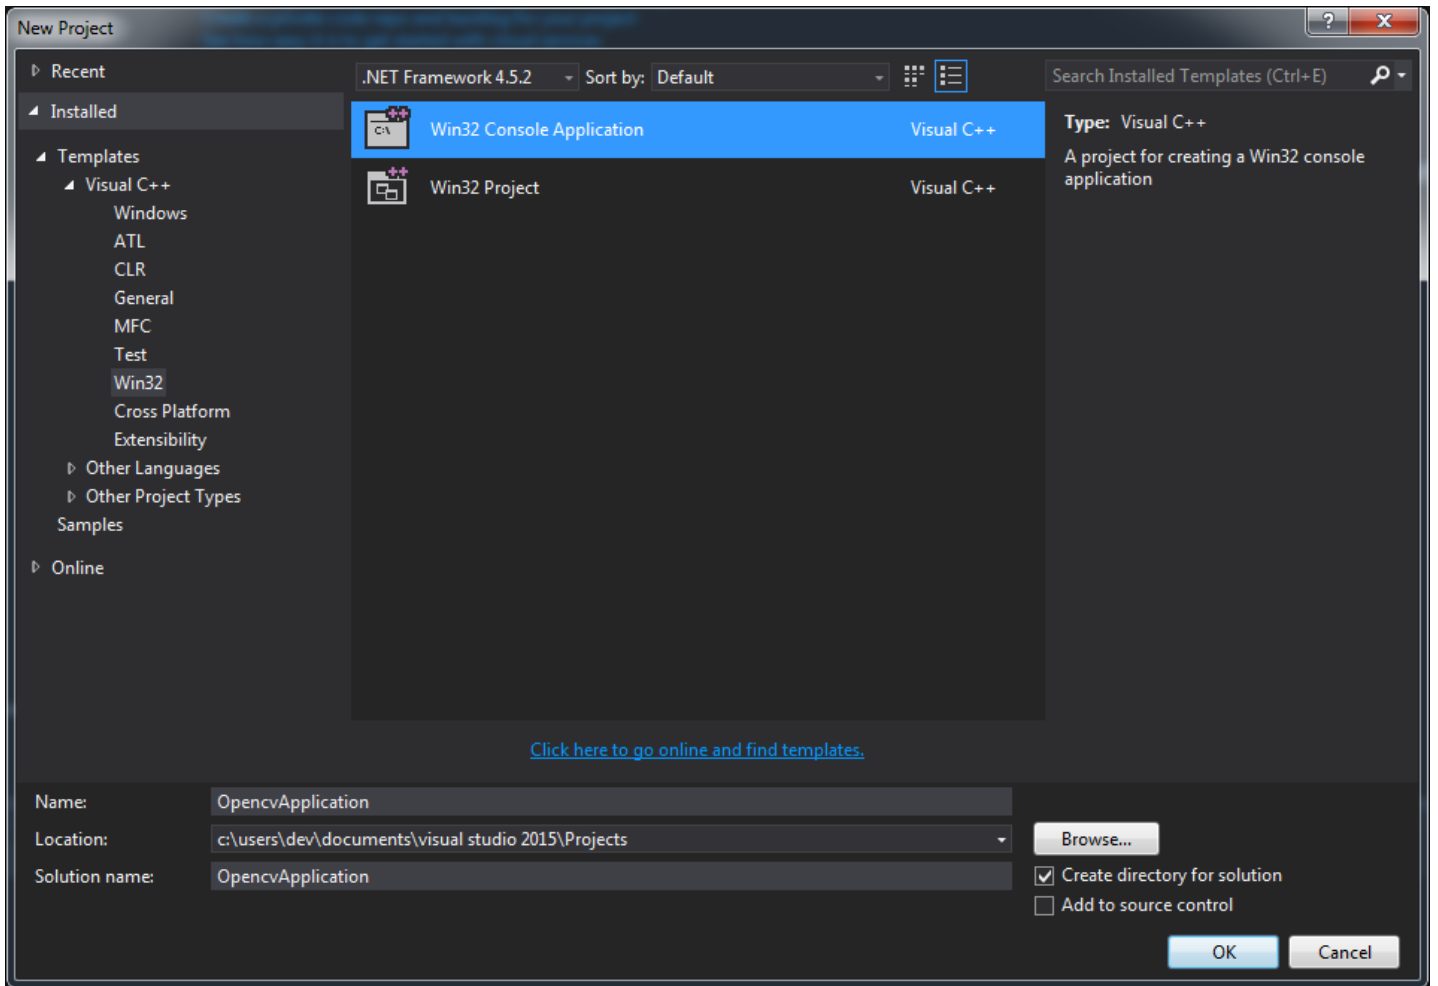 New Project
? X
Recent
Installed
Templates
Visual C++
Windows
ATL
CLR
General
MFC
Test
Win32
Cross Platform
Extensibility
Other Languages
Other Project Types
Samples
Online
.NET Framework 4.5.2 Sort by: Default
C:\ Win32 Console Application Visual C++
Win32 Project Visual C++
Click here to go online and find templates.
Search Installed Templates (Ctrl+E)
Type: Visual C++
A project for creating a Win32 console
application
Name: OpencvApplication
Location: c:\users\dev\documents\visual studio 2015\Projects Browse...
Solution name: OpencvApplication Create directory for solution
Add to source control
OK Cancel